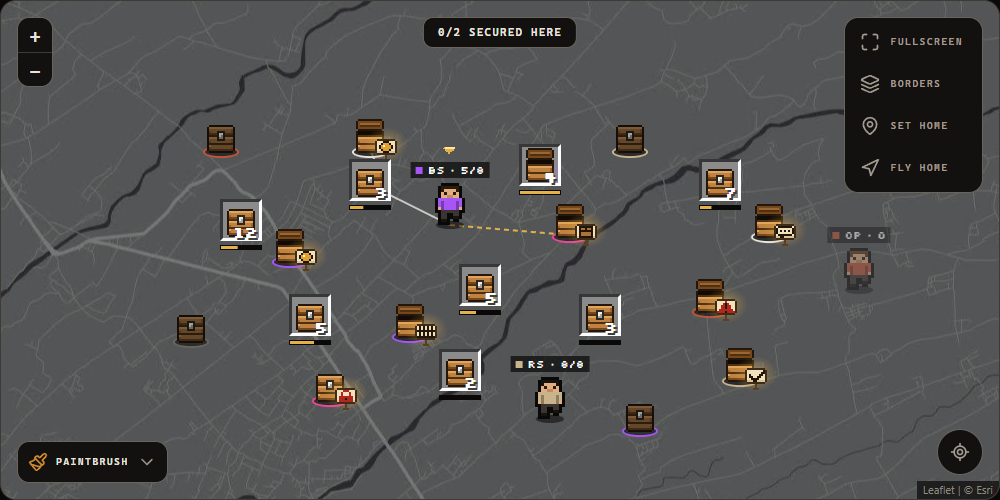 +
−
0/2 SECURED HERE
FULLSCREEN
BORDERS
SET HOME
FLY HOME
BS · 5/0
3
7
12
OP · 0
5
5
3
2
RS · 0/0
PAINTBRUSH
Leaflet | © Esri